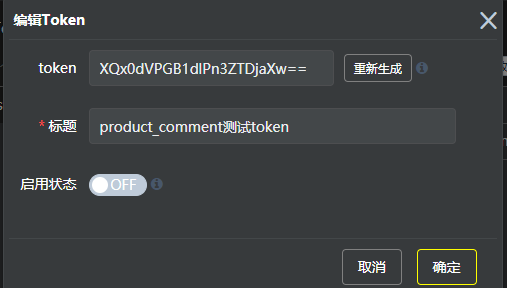 编辑Token
token XQx0dVPGB1dlPn3ZTDjaXw== 重新生成
* 标题 product_comment测试token
启用状态 OFF
取消 确定